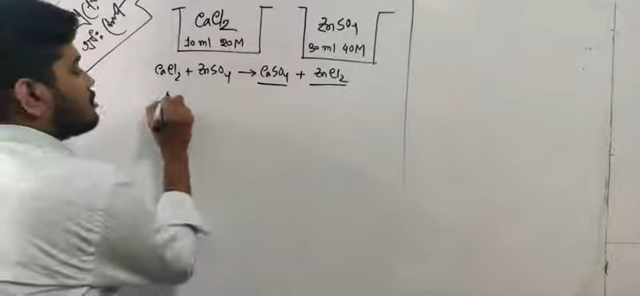 CaCl₂
10 ml 20M
ZnSO₄
30 ml 40M
CaCl₂ + ZnSO₄ → CaSO₄ + ZnCl₂